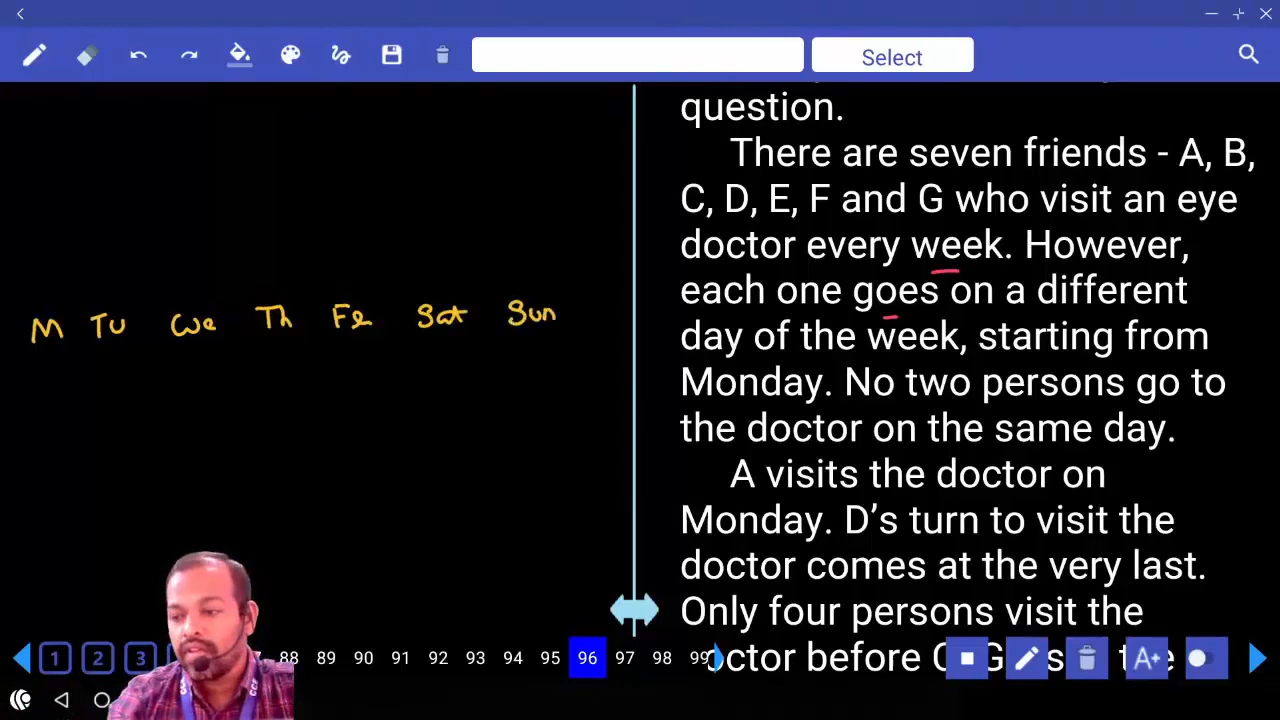 Select
question.
There are seven friends - A, B,
C, D, E, F and G who visit an eye
doctor every week. However,
each one goes on a different
day of the week, starting from
Monday. No two persons go to
the doctor on the same day.
A visits the doctor on
Monday. D’s turn to visit the
doctor comes at the very last.
Only four persons visit the
doctor before
M Tu We Th Fr Sat Sun
1 2 3 88 89 90 91 92 93 94 95 96 97 98 99
A+